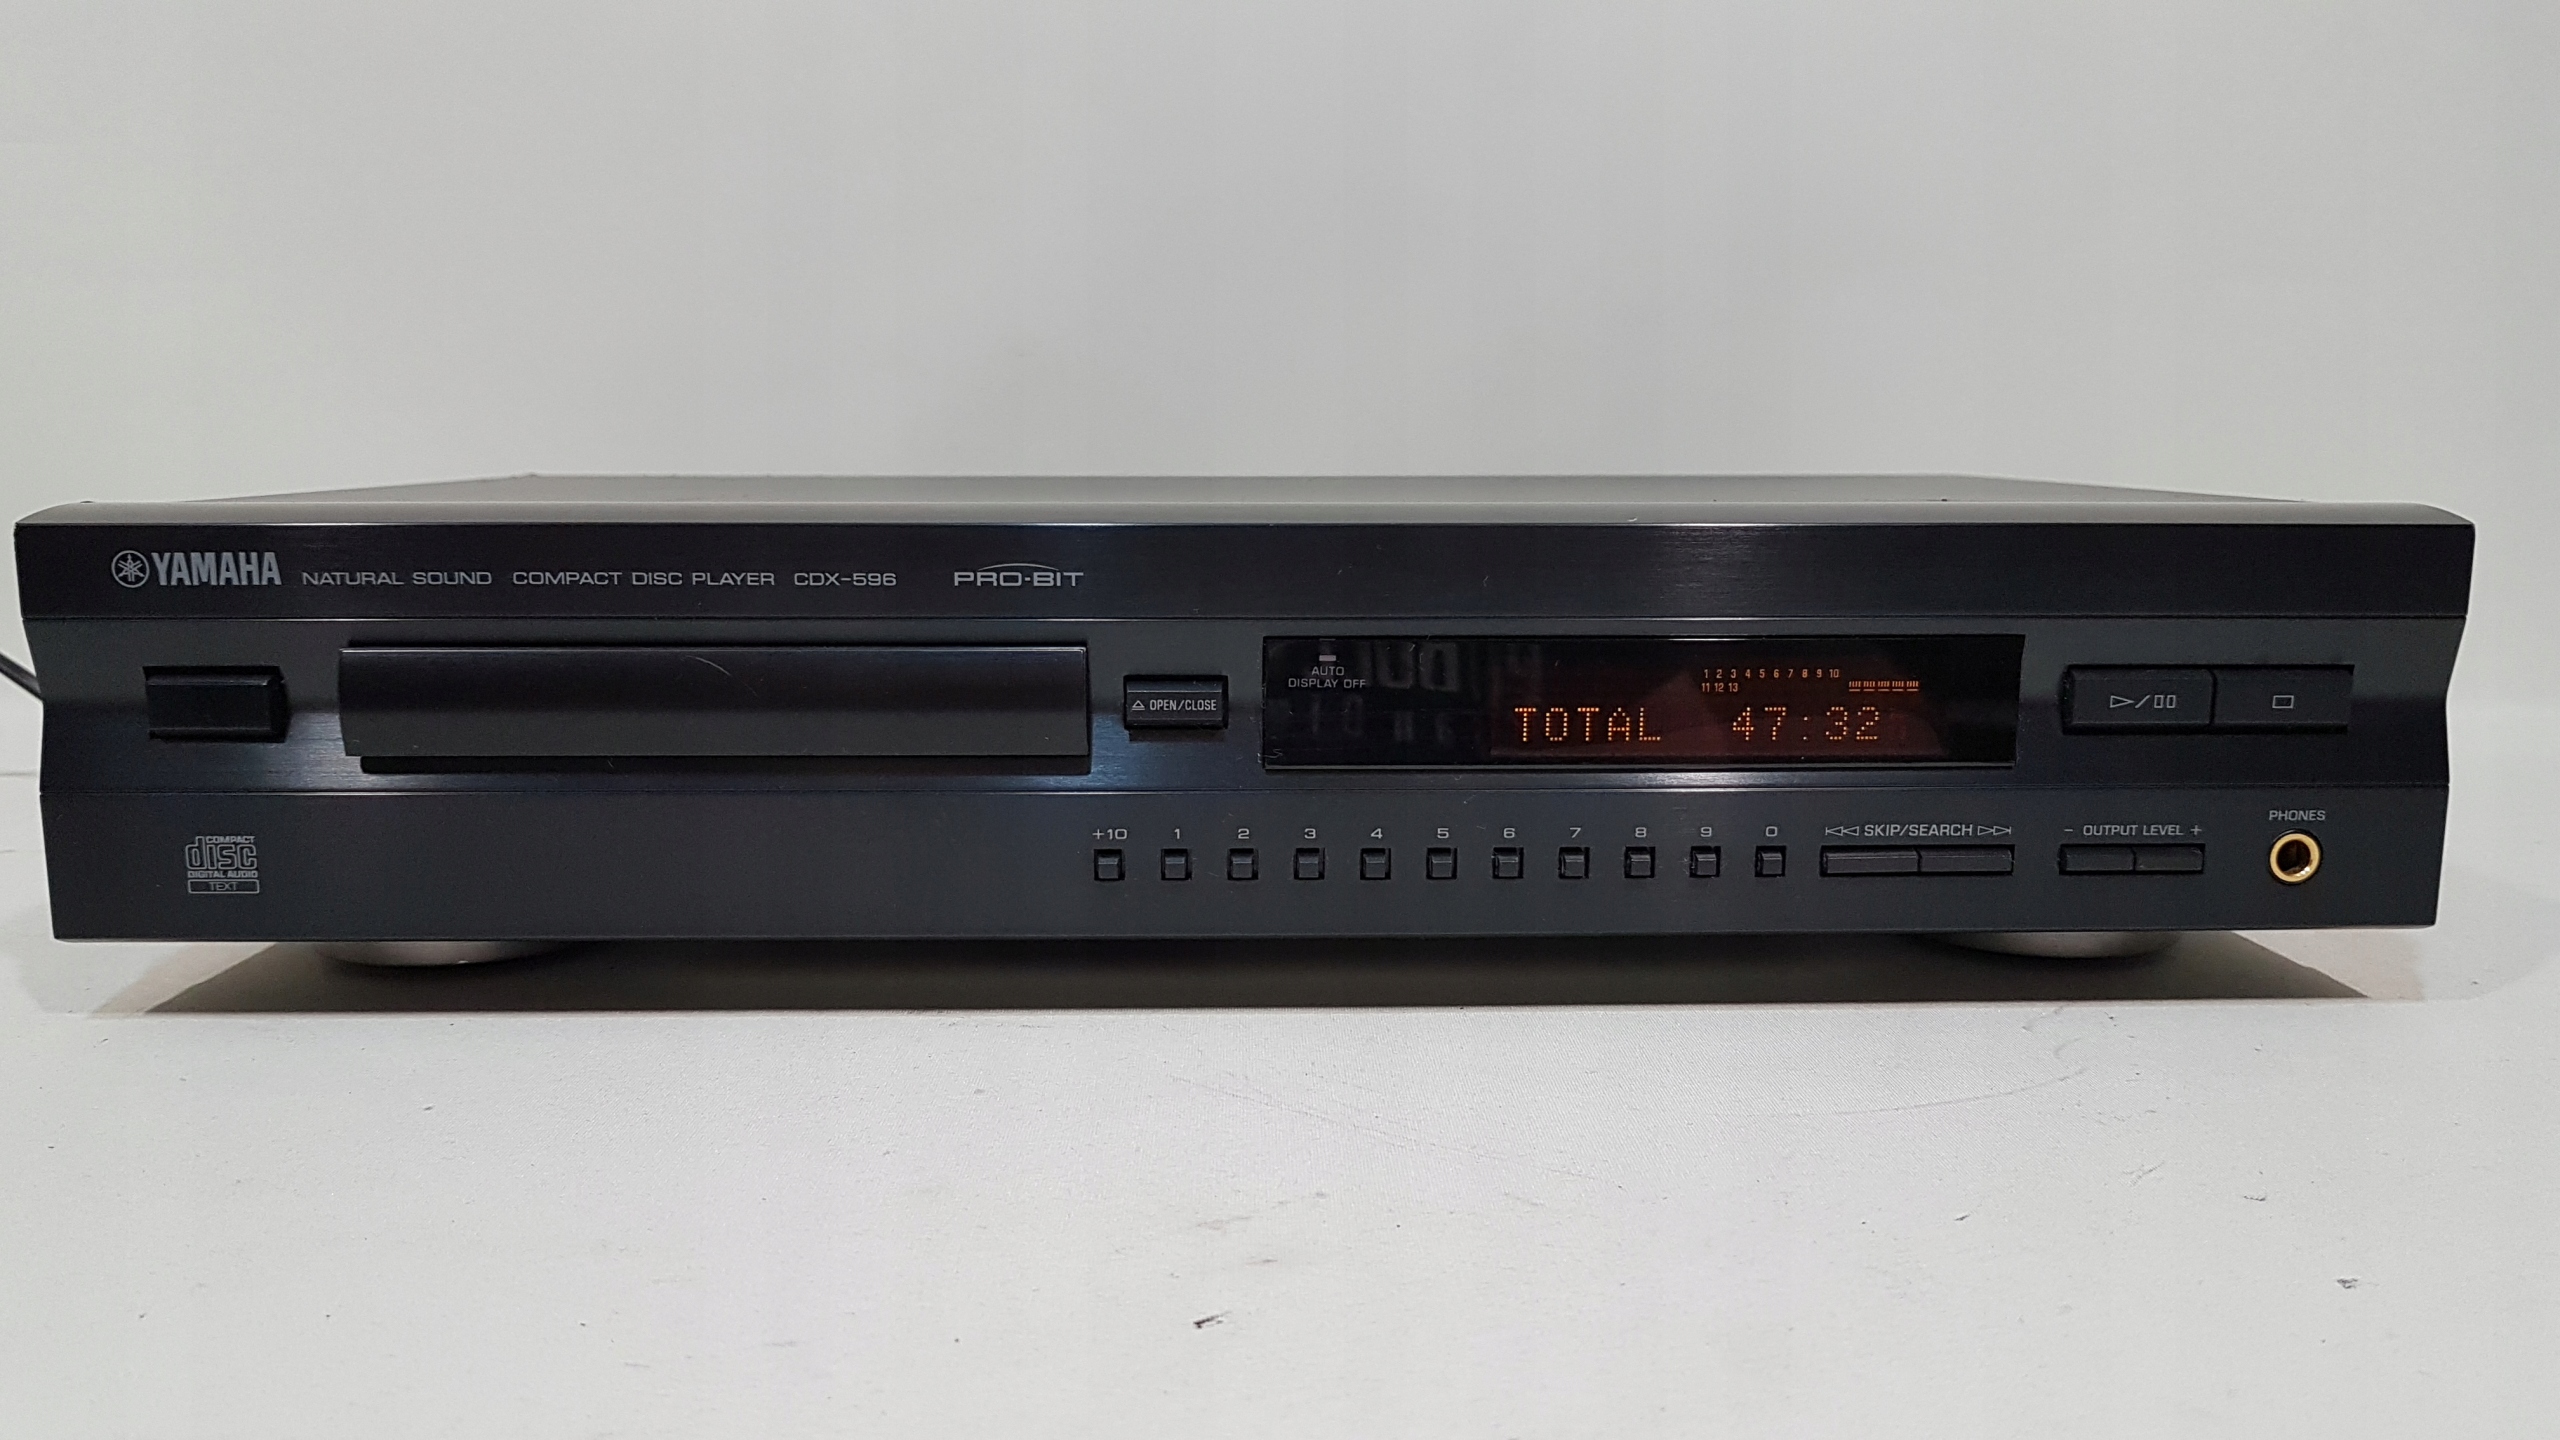 YAMAHA NATURAL SOUND COMPACT DISC PLAYER CDX-596 PRO-BIT
AUTO
DISPLAY OFF
1 2 3 4 5 6 7 8 9 10
11 12 13
OPEN/CLOSE
TOTAL 47:32
+10 1 2 3 4 5 6 7 8 9 0
SKIP/SEARCH
- OUTPUT LEVEL +
PHONES
COMPACT
disc
DIGITAL AUDIO
TEXT